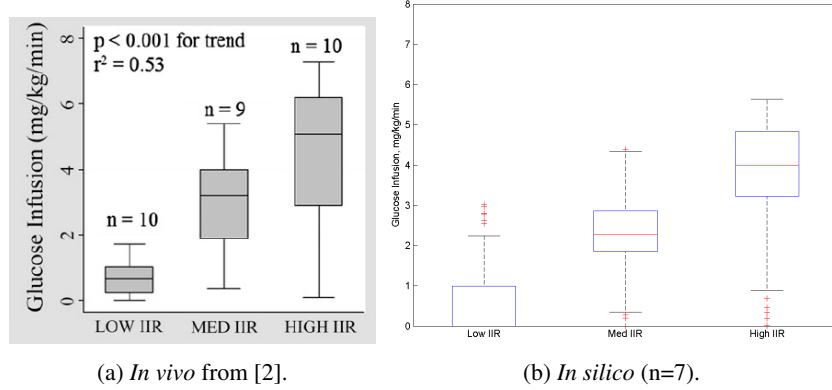 p < 0.001 for trend
r² = 0.53
n = 10
n = 9
n = 10
Glucose Infusion (mg/kg/min)
8
6
4
2
0
LOW IIR MED IIR HIGH IIR
(a) In vivo from [2].
Glucose Infusion, mg/kg/min
8
7
6
5
4
3
2
1
0
Low IIR Med IIR High IIR
(b) In silico (n=7).